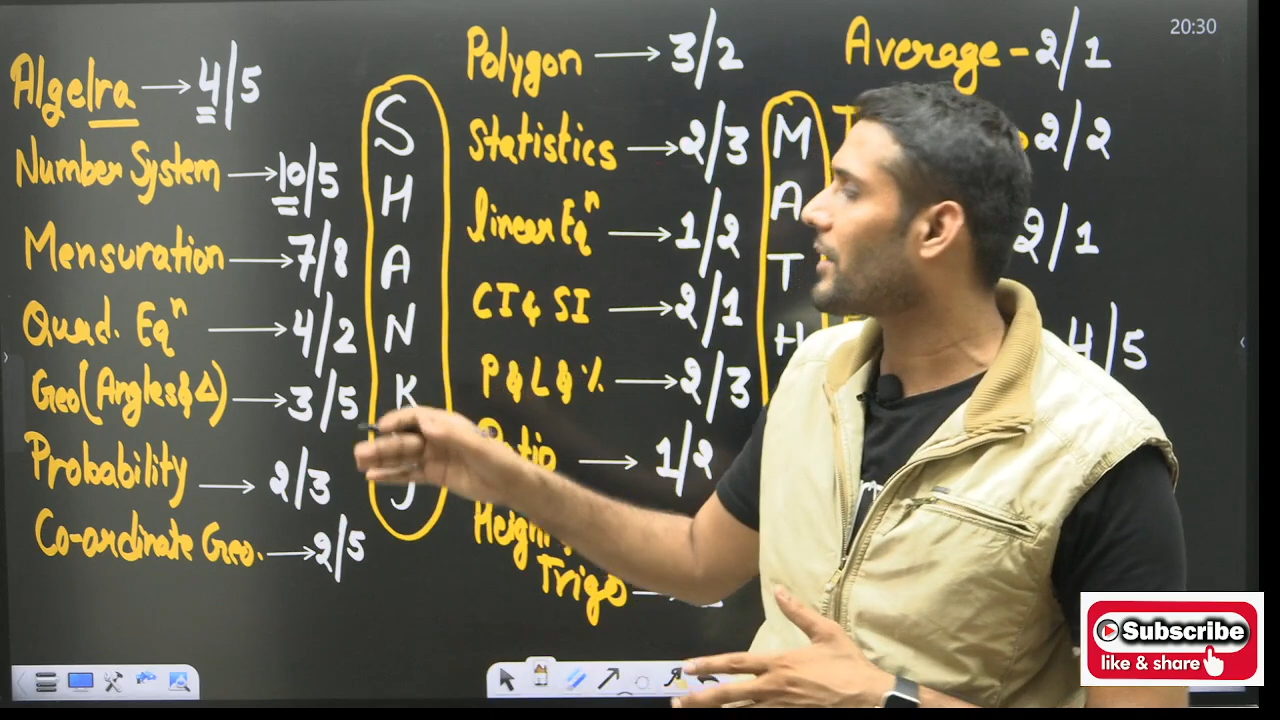 20:30
Algelra → 4/5
Number System → 10/5
Mensuration → 7/8
Quad. Eqⁿ → 4/2
Geo(Angles & Δ) → 3/5
Probability → 2/3
Co-ordinate Geo. → 2/5
S
H
A
N
K
J
Polygon → 3/2
Statistics → 2/3
linear Eqⁿ → 1/2
CI & SI → 2/1
P & L & % → 2/3
→ 1/2
Trigo
M
A
T
H
Average - 2/1
2/2
2/1
4/5
Subscribe
like & share